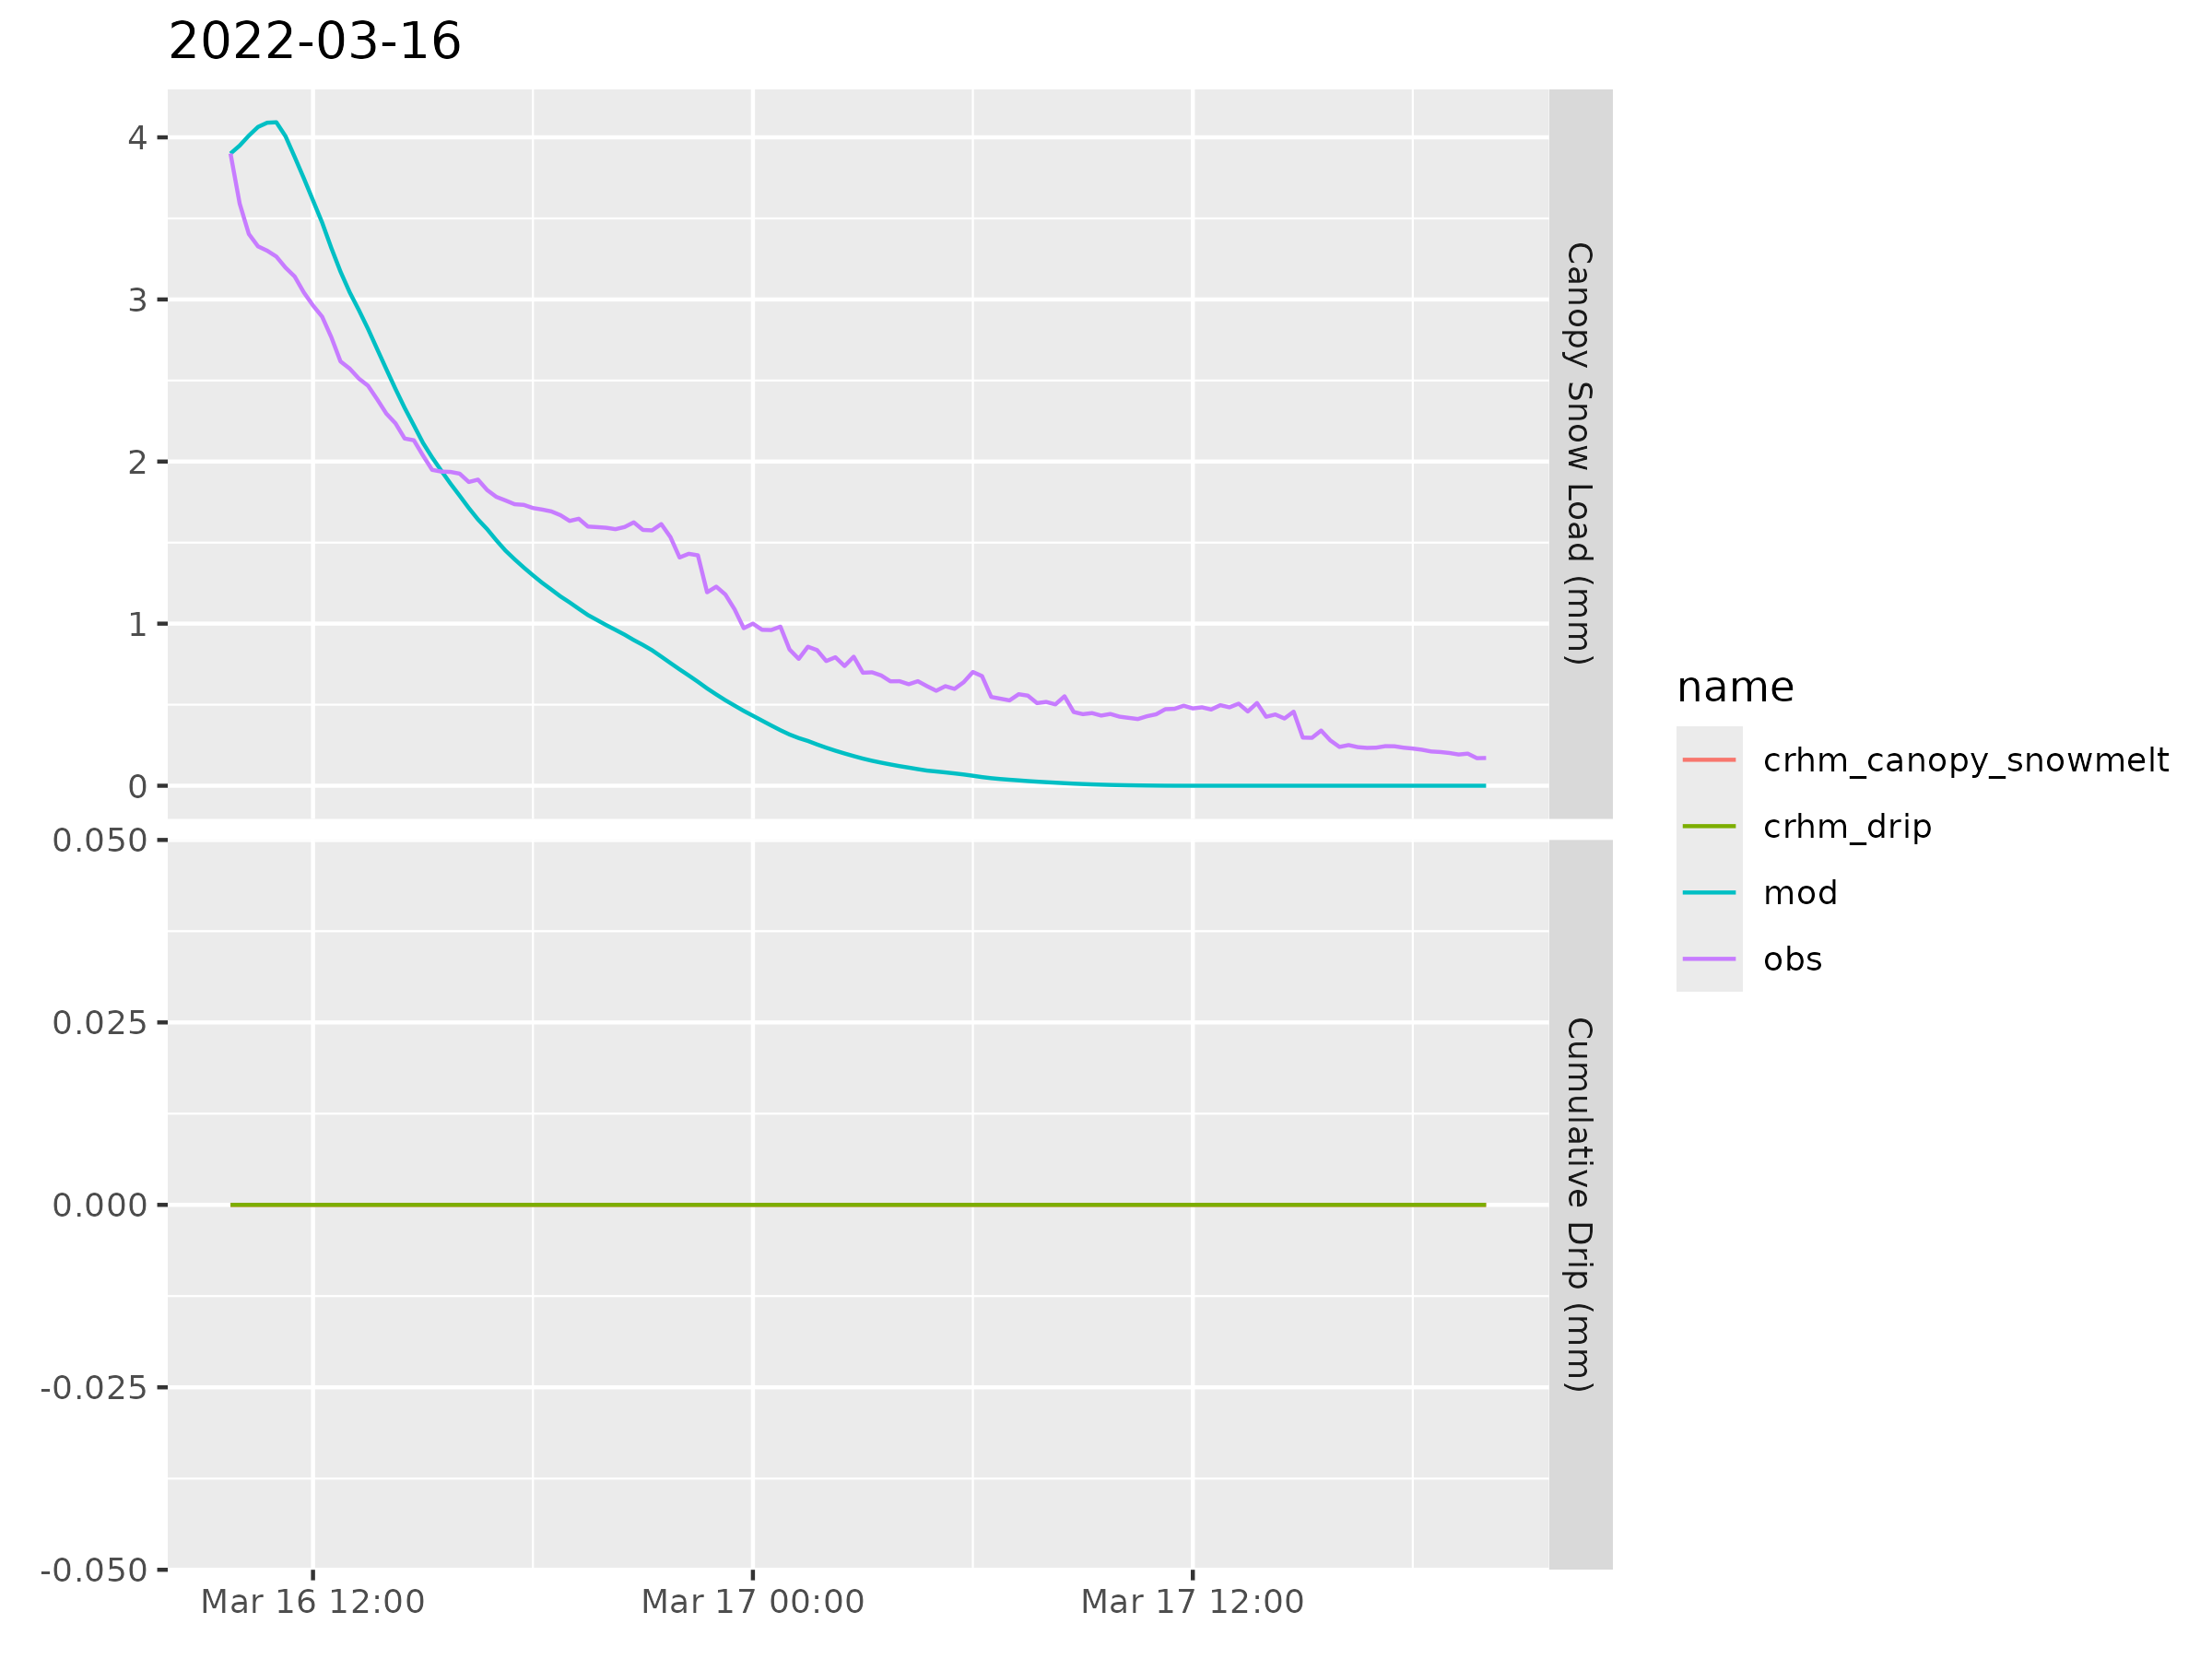 2022-03-16
4
3
2
1
0
Canopy Snow Load (mm)
0.050
0.025
0.000
-0.025
-0.050
Cumulative Drip (mm)
Mar 16 12:00
Mar 17 00:00
Mar 17 12:00
name
crhm_canopy_snowmelt
crhm_drip
mod
obs